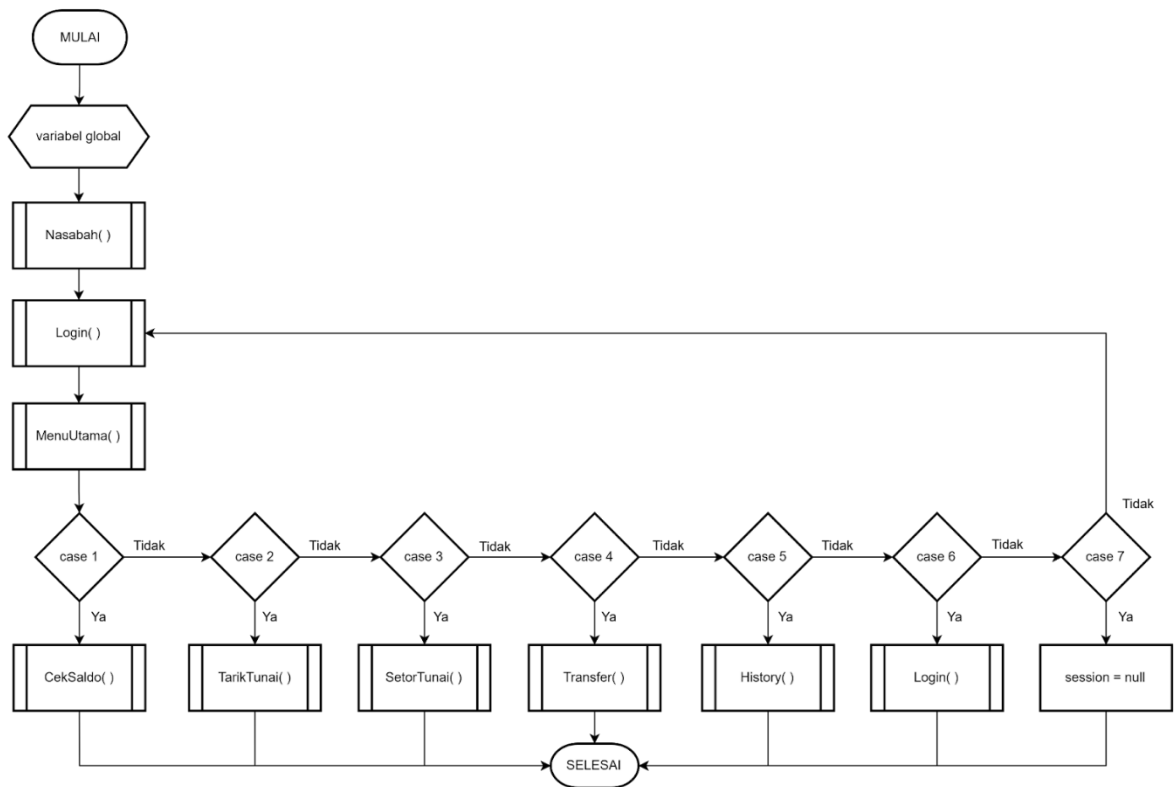 MULAI
variabel global
Nasabah( )
Login( )
MenuUtama( )
Tidak
case 1
Tidak
case 2
Tidak
case 3
Tidak
case 4
Tidak
case 5
Tidak
case 6
Tidak
case 7
Ya
Ya
Ya
Ya
Ya
Ya
Ya
CekSaldo( )
TarikTunai( )
SetorTunai( )
Transfer( )
History( )
Login( )
session = null
SELESAI